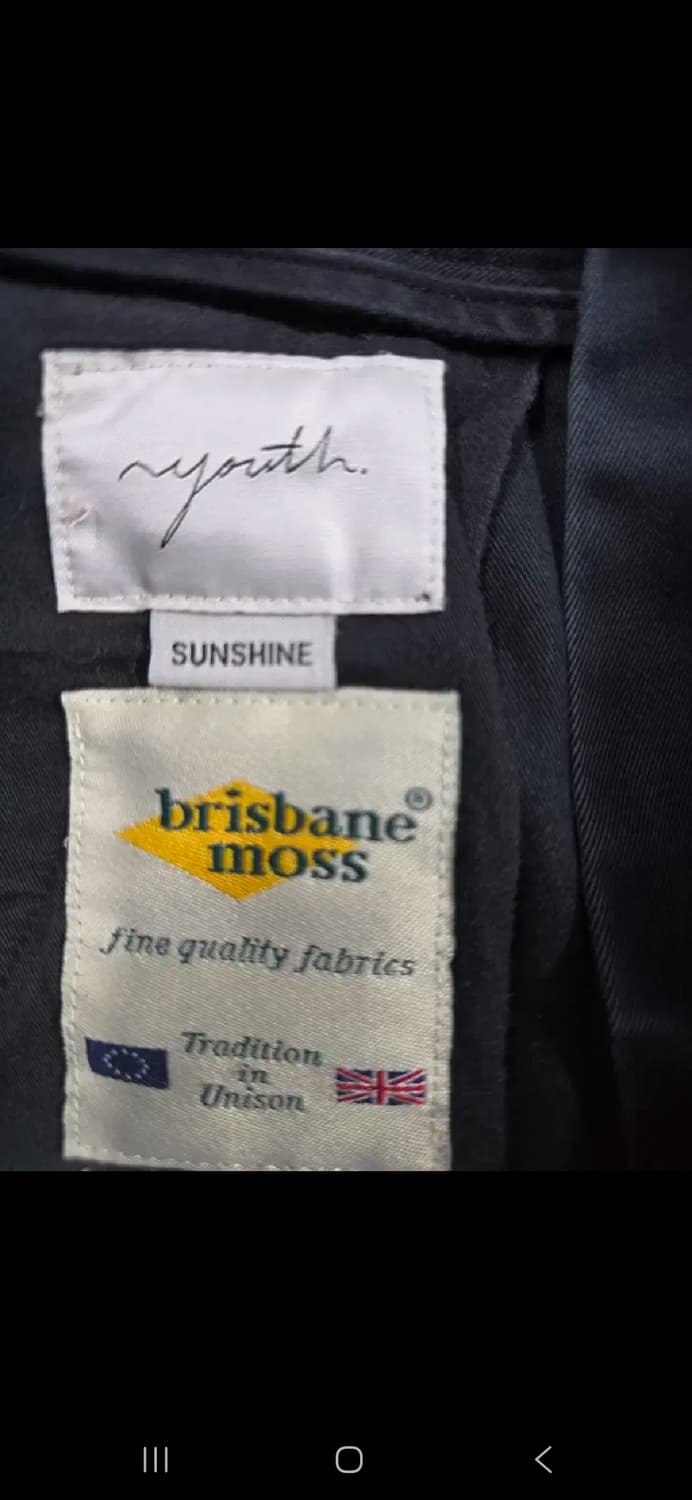 youth.
SUNSHINE
brisbane®
moss
fine quality fabrics
Tradition
in
Unison